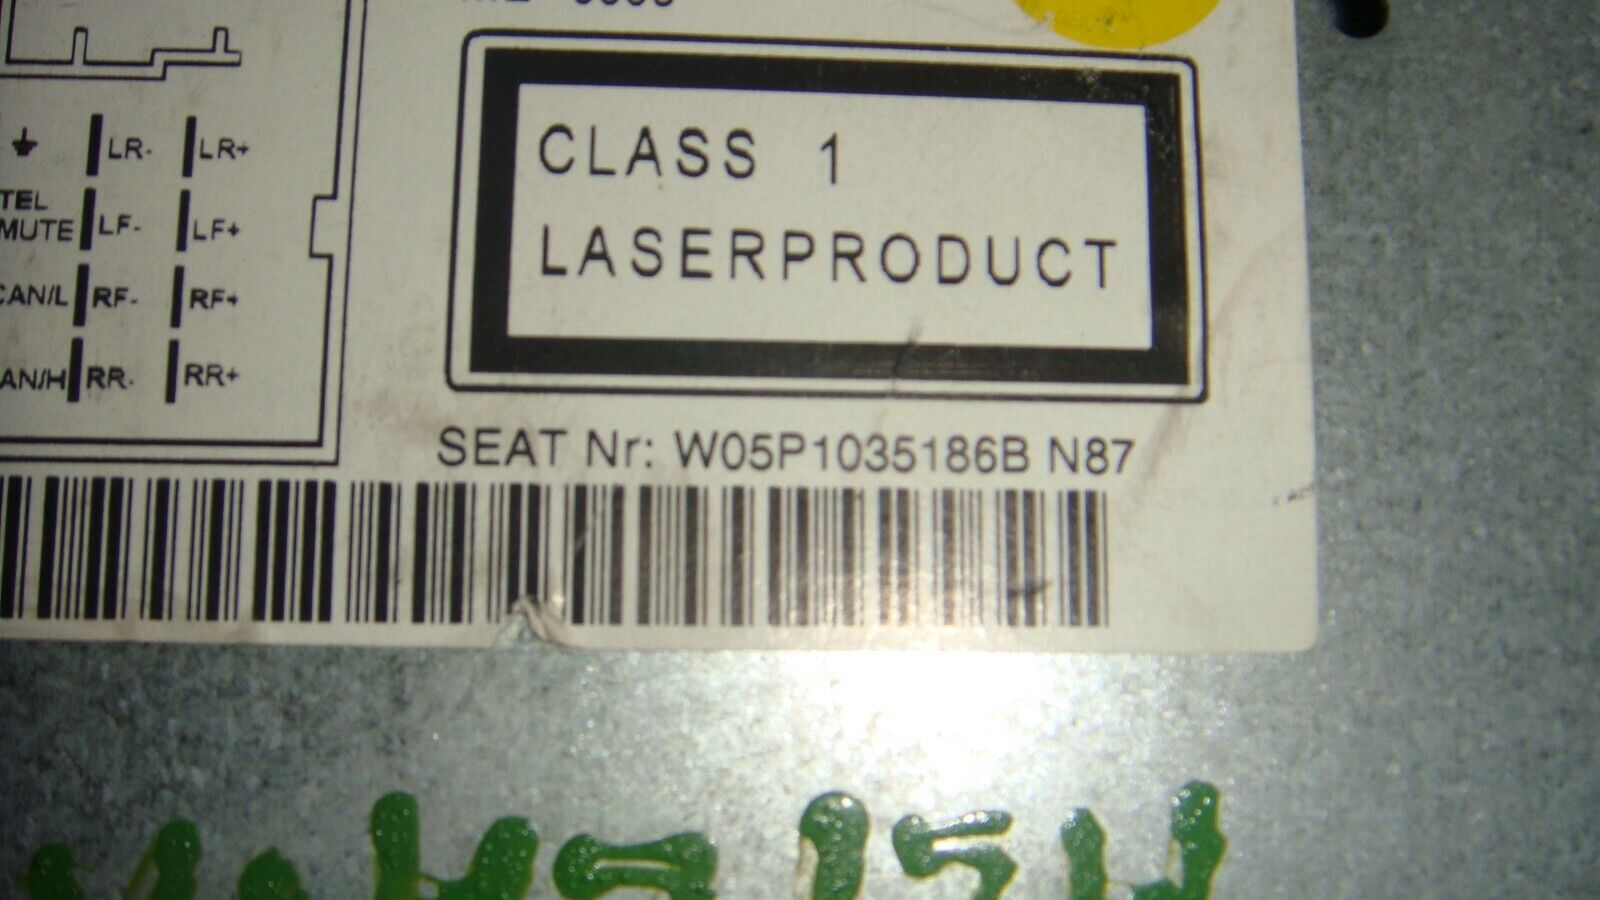 CLASS 1
LASERPRODUCT
LR- LR+
TEL
MUTE LF- LF+
CAN/L RF- RF+
AN/H RR- RR+
SEAT Nr: W05P1035186B N87